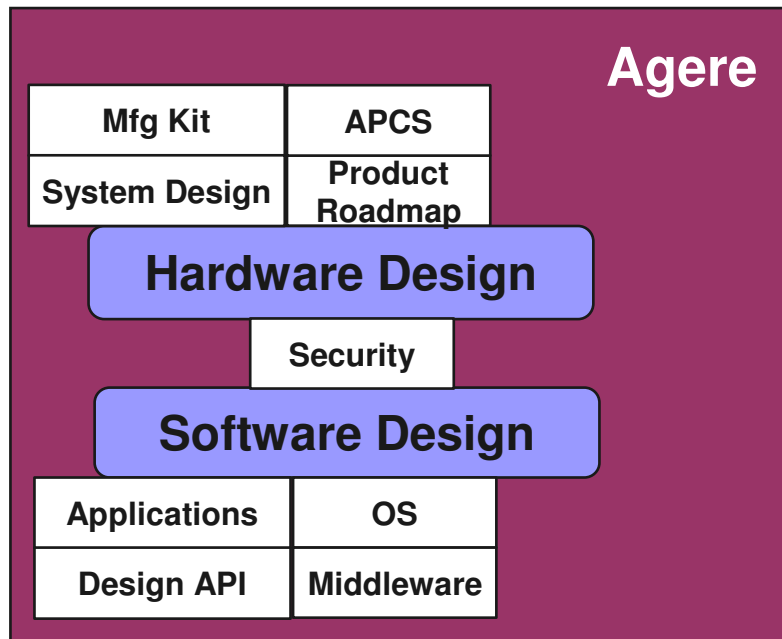 Agere
Mfg Kit
APCS
System Design
Product
Roadmap
Hardware Design
Security
Software Design
Applications
OS
Design API
Middleware